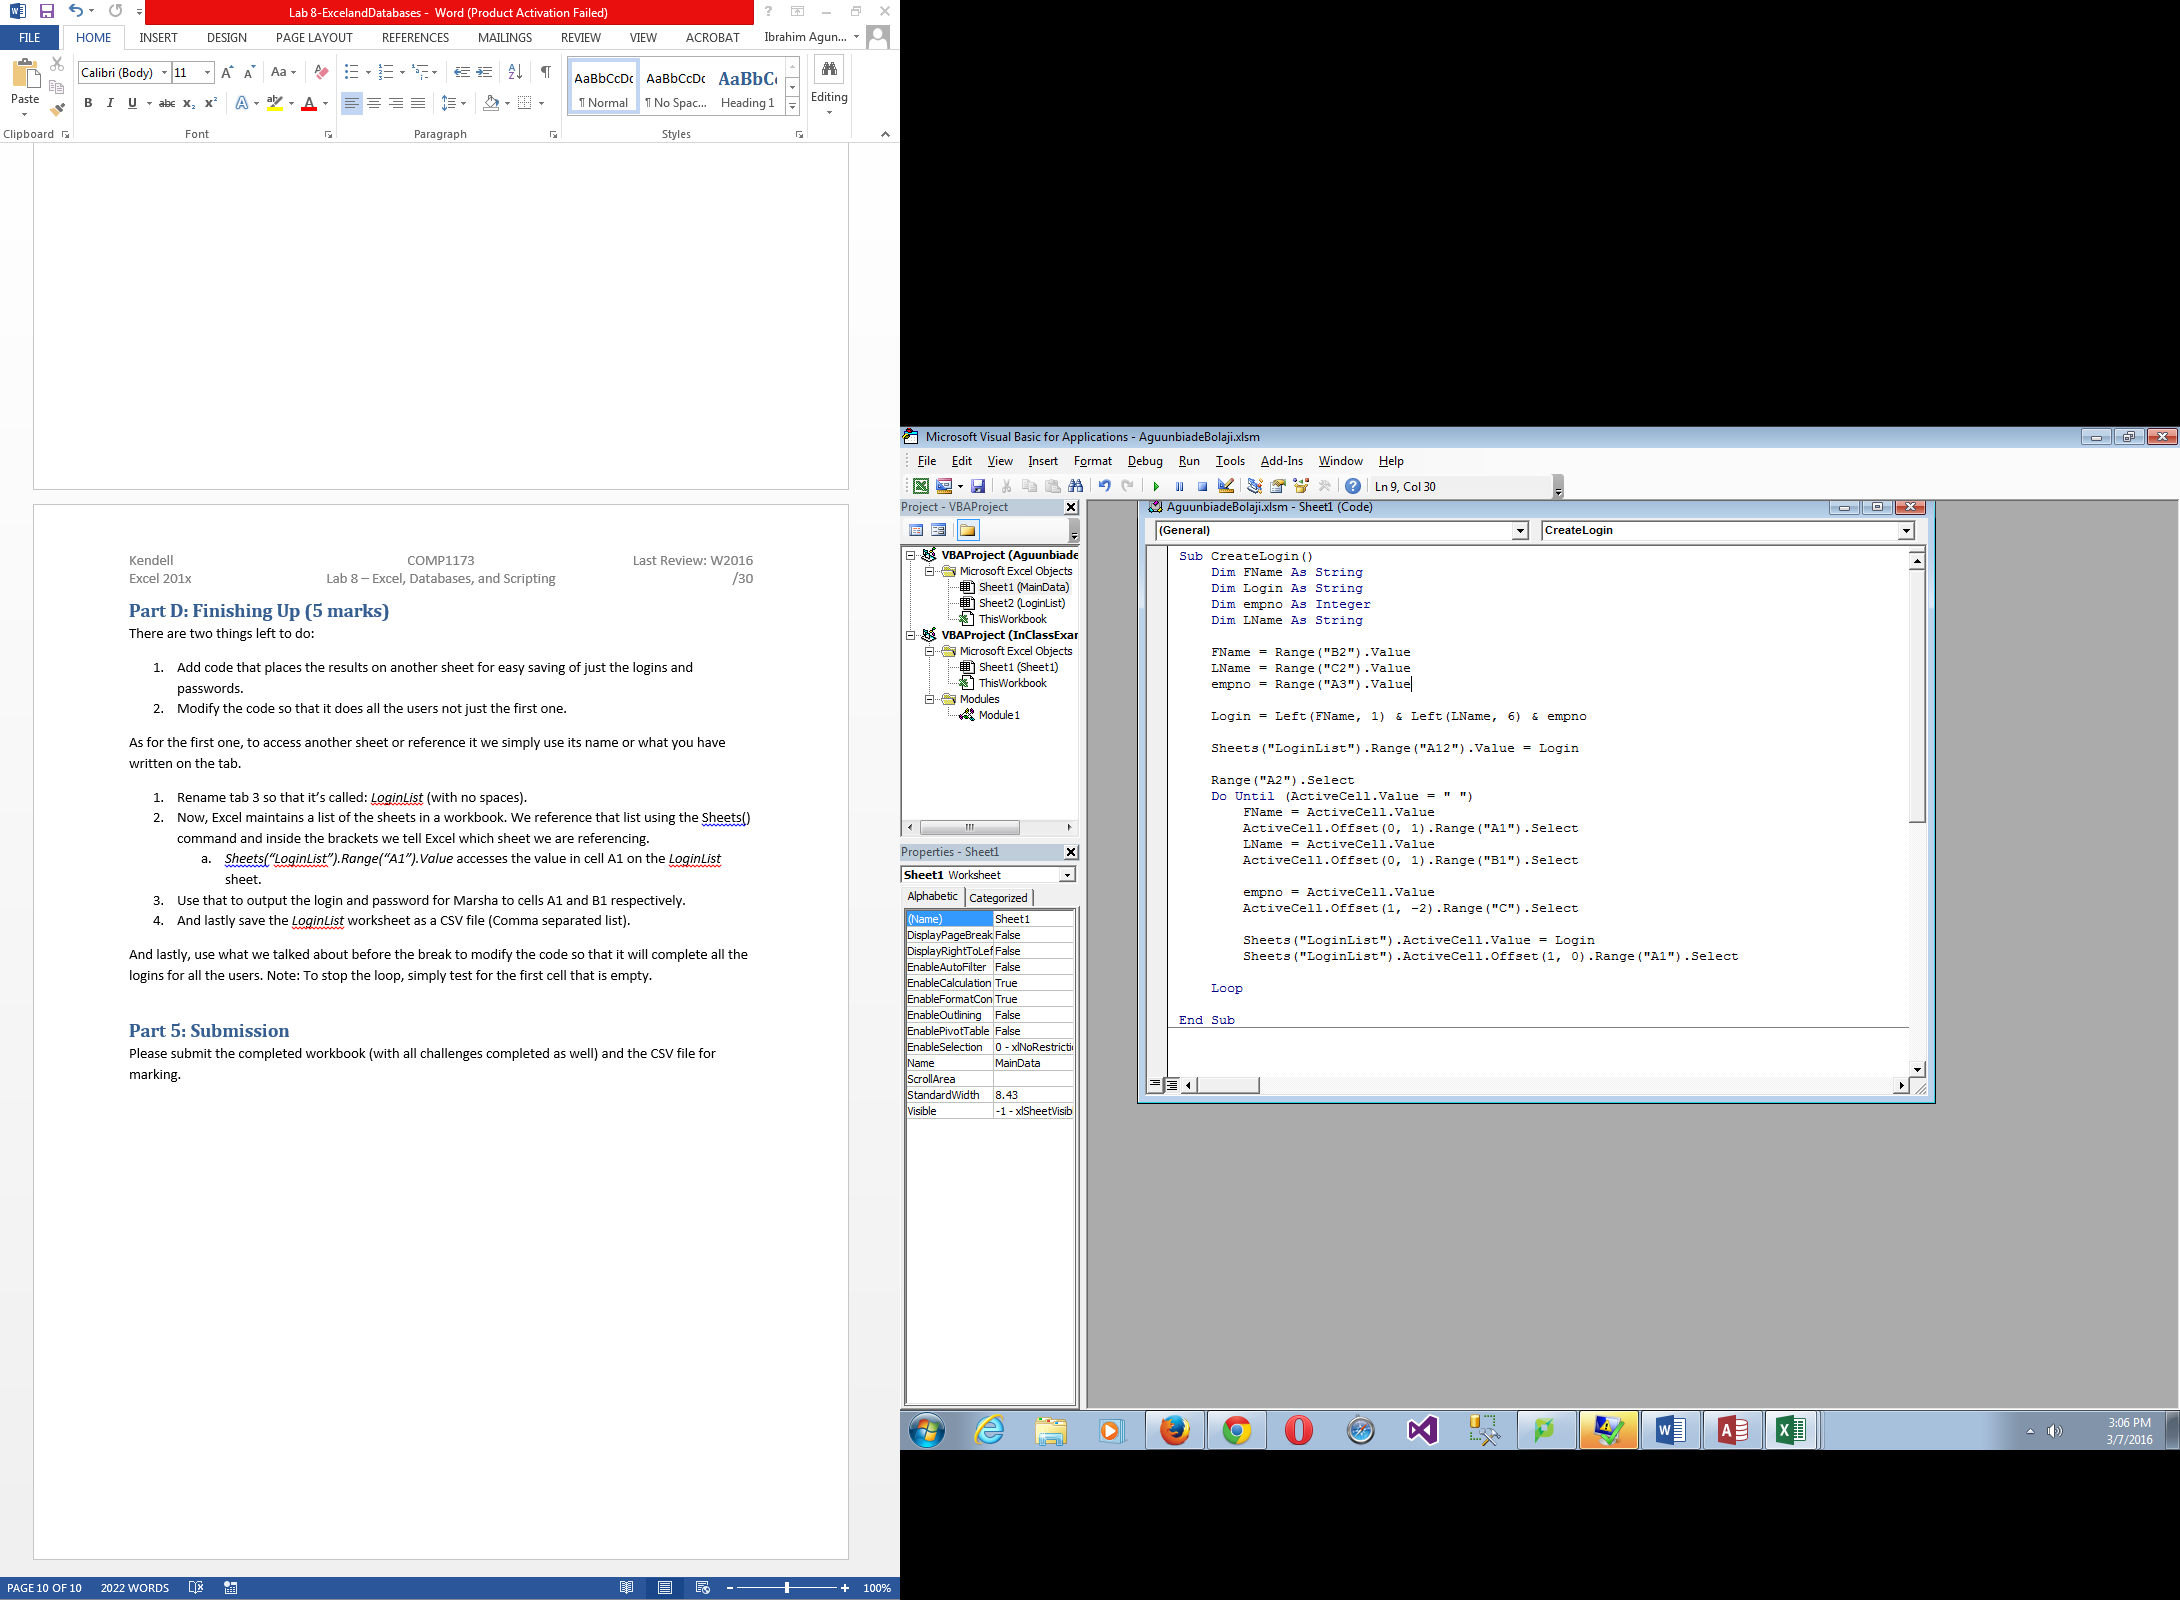 Lab 8-ExcelandDatabases - Word (Product Activation Failed)
FILE HOME INSERT DESIGN PAGE LAYOUT REFERENCES MAILINGS REVIEW VIEW ACROBAT Ibrahim Agun...
Calibri (Body) 11
Paste
AaBbCcDc AaBbCcDc AaBbC
¶ Normal ¶ No Spac... Heading 1
Editing
Clipboard Font Paragraph Styles
Kendell COMP1173 Last Review: W2016
Excel 201x Lab 8 – Excel, Databases, and Scripting /30
Part D: Finishing Up (5 marks)
There are two things left to do:
1. Add code that places the results on another sheet for easy saving of just the logins and
passwords.
2. Modify the code so that it does all the users not just the first one.
As for the first one, to access another sheet or reference it we simply use its name or what you have
written on the tab.
1. Rename tab 3 so that it's called: LoginList (with no spaces).
2. Now, Excel maintains a list of the sheets in a workbook. We reference that list using the Sheets()
command and inside the brackets we tell Excel which sheet we are referencing.
a. Sheets(“LoginList”).Range(“A1”).Value accesses the value in cell A1 on the LoginList
sheet.
3. Use that to output the login and password for Marsha to cells A1 and B1 respectively.
4. And lastly save the LoginList worksheet as a CSV file (Comma separated list).
And lastly, use what we talked about before the break to modify the code so that it will complete all the
logins for all the users. Note: To stop the loop, simply test for the first cell that is empty.
Part 5: Submission
Please submit the completed workbook (with all challenges completed as well) and the CSV file for
marking.
PAGE 10 OF 10 2022 WORDS 100%
Microsoft Visual Basic for Applications - AguunbiadeBolaji.xlsm
File Edit View Insert Format Debug Run Tools Add-Ins Window Help
Ln 9, Col 30
Project - VBAProject
VBAProject (Aguunbiade
Microsoft Excel Objects
Sheet1 (MainData)
Sheet2 (LoginList)
ThisWorkbook
VBAProject (InClassExar
Microsoft Excel Objects
Sheet1 (Sheet1)
ThisWorkbook
Modules
Module1
Properties - Sheet1
Sheet1 Worksheet
Alphabetic Categorized
(Name) Sheet1
DisplayPageBreak False
DisplayRightToLef False
EnableAutoFilter False
EnableCalculation True
EnableFormatCon True
EnableOutlining False
EnablePivotTable False
EnableSelection 0 - xlNoRestricti
Name MainData
ScrollArea
StandardWidth 8.43
Visible -1 - xlSheetVisib
AguunbiadeBolaji.xlsm - Sheet1 (Code)
(General) CreateLogin
Sub CreateLogin()
Dim FName As String
Dim Login As String
Dim empno As Integer
Dim LName As String
FName = Range("B2").Value
LName = Range("C2").Value
empno = Range("A3").Value
Login = Left(FName, 1) & Left(LName, 6) & empno
Sheets("LoginList").Range("A12").Value = Login
Range("A2").Select
Do Until (ActiveCell.Value = " ")
FName = ActiveCell.Value
ActiveCell.Offset(0, 1).Range("A1").Select
LName = ActiveCell.Value
ActiveCell.Offset(0, 1).Range("B1").Select
empno = ActiveCell.Value
ActiveCell.Offset(1, -2).Range("C").Select
Sheets("LoginList").ActiveCell.Value = Login
Sheets("LoginList").ActiveCell.Offset(1, 0).Range("A1").Select
Loop
End Sub
3:06 PM
3/7/2016